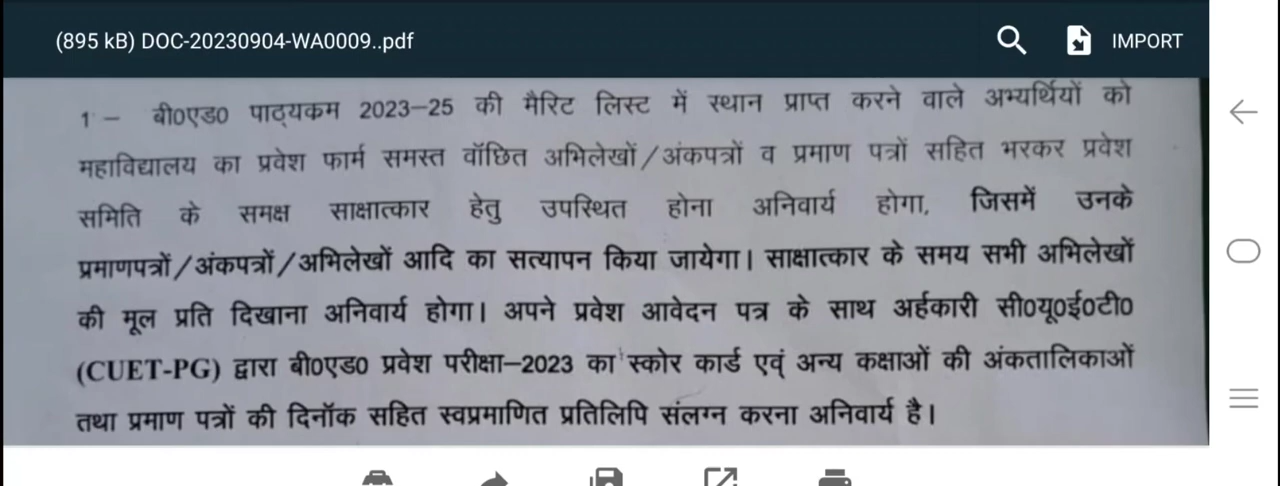 (895 kB) DOC-20230904-WA0009..pdf
IMPORT
1 – बी0एड0 पाठ्यकम 2023–25 की मैरिट लिस्ट में स्थान प्राप्त करने वाले अभ्यर्थियों को
महाविद्यालय का प्रवेश फार्म समस्त वॉछित अभिलेखों/अंकपत्रों व प्रमाण पत्रों सहित भरकर प्रवेश
समिति के समक्ष साक्षात्कार हेतु उपस्थित होना अनिवार्य होगा, जिसमें उनके
प्रमाणपत्रों/अंकपत्रों/अभिलेखों आदि का सत्यापन किया जायेगा। साक्षात्कार के समय सभी अभिलेखों
की मूल प्रति दिखाना अनिवार्य होगा। अपने प्रवेश आवेदन पत्र के साथ अर्हकारी सी0यू0ई0टी0
(CUET-PG) द्वारा बी0एड0 प्रवेश परीक्षा–2023 का स्कोर कार्ड एवं अन्य कक्षाओं की अंकतालिकाओं
तथा प्रमाण पत्रों की दिनॉक सहित स्वप्रमाणित प्रतिलिपि संलग्न करना अनिवार्य है।